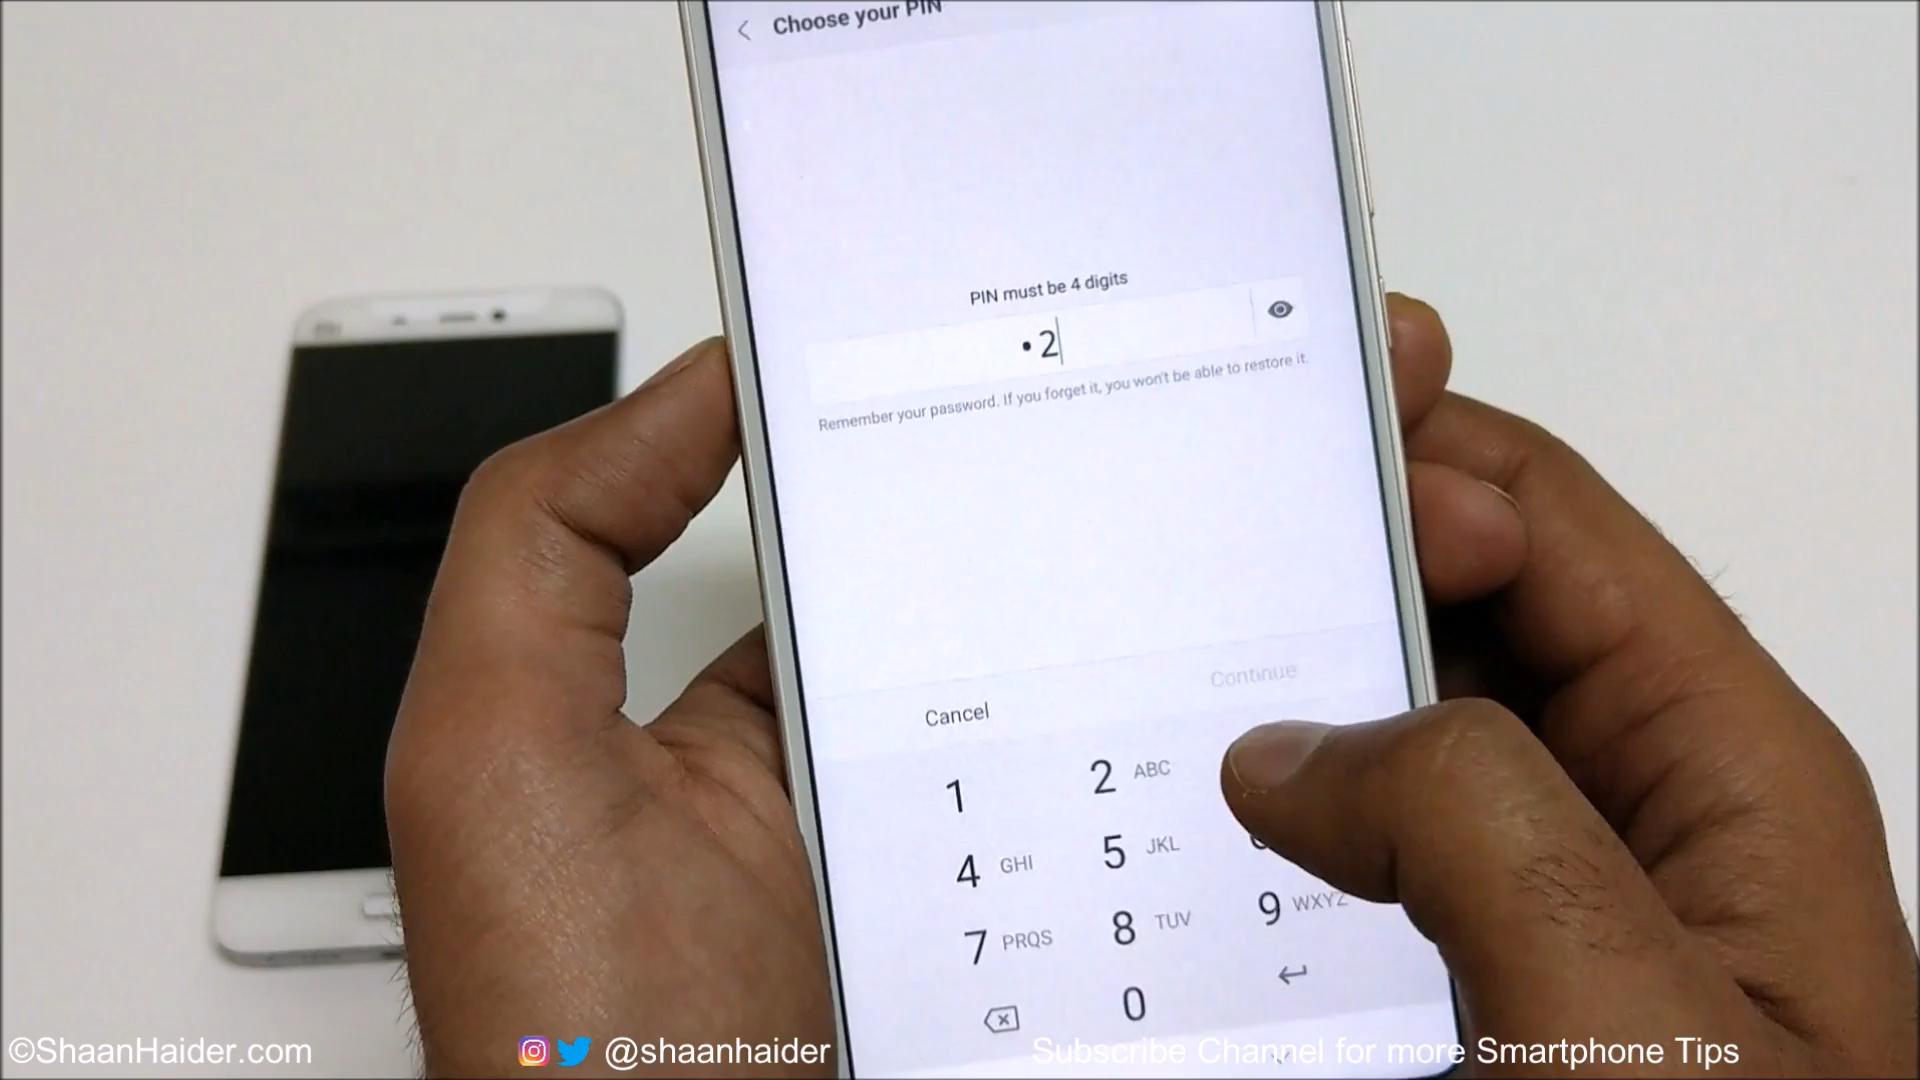 Choose your PIN
PIN must be 4 digits
•2
Remember your password. If you forget it, you won't be able to restore it.
Cancel
Continue
1
2 ABC
4 GHI
5 JKL
7 PRQS
8 TUV
9 WXYZ
0
©ShaanHaider.com
@shaanhaider
Subscribe Channel for more Smartphone Tips